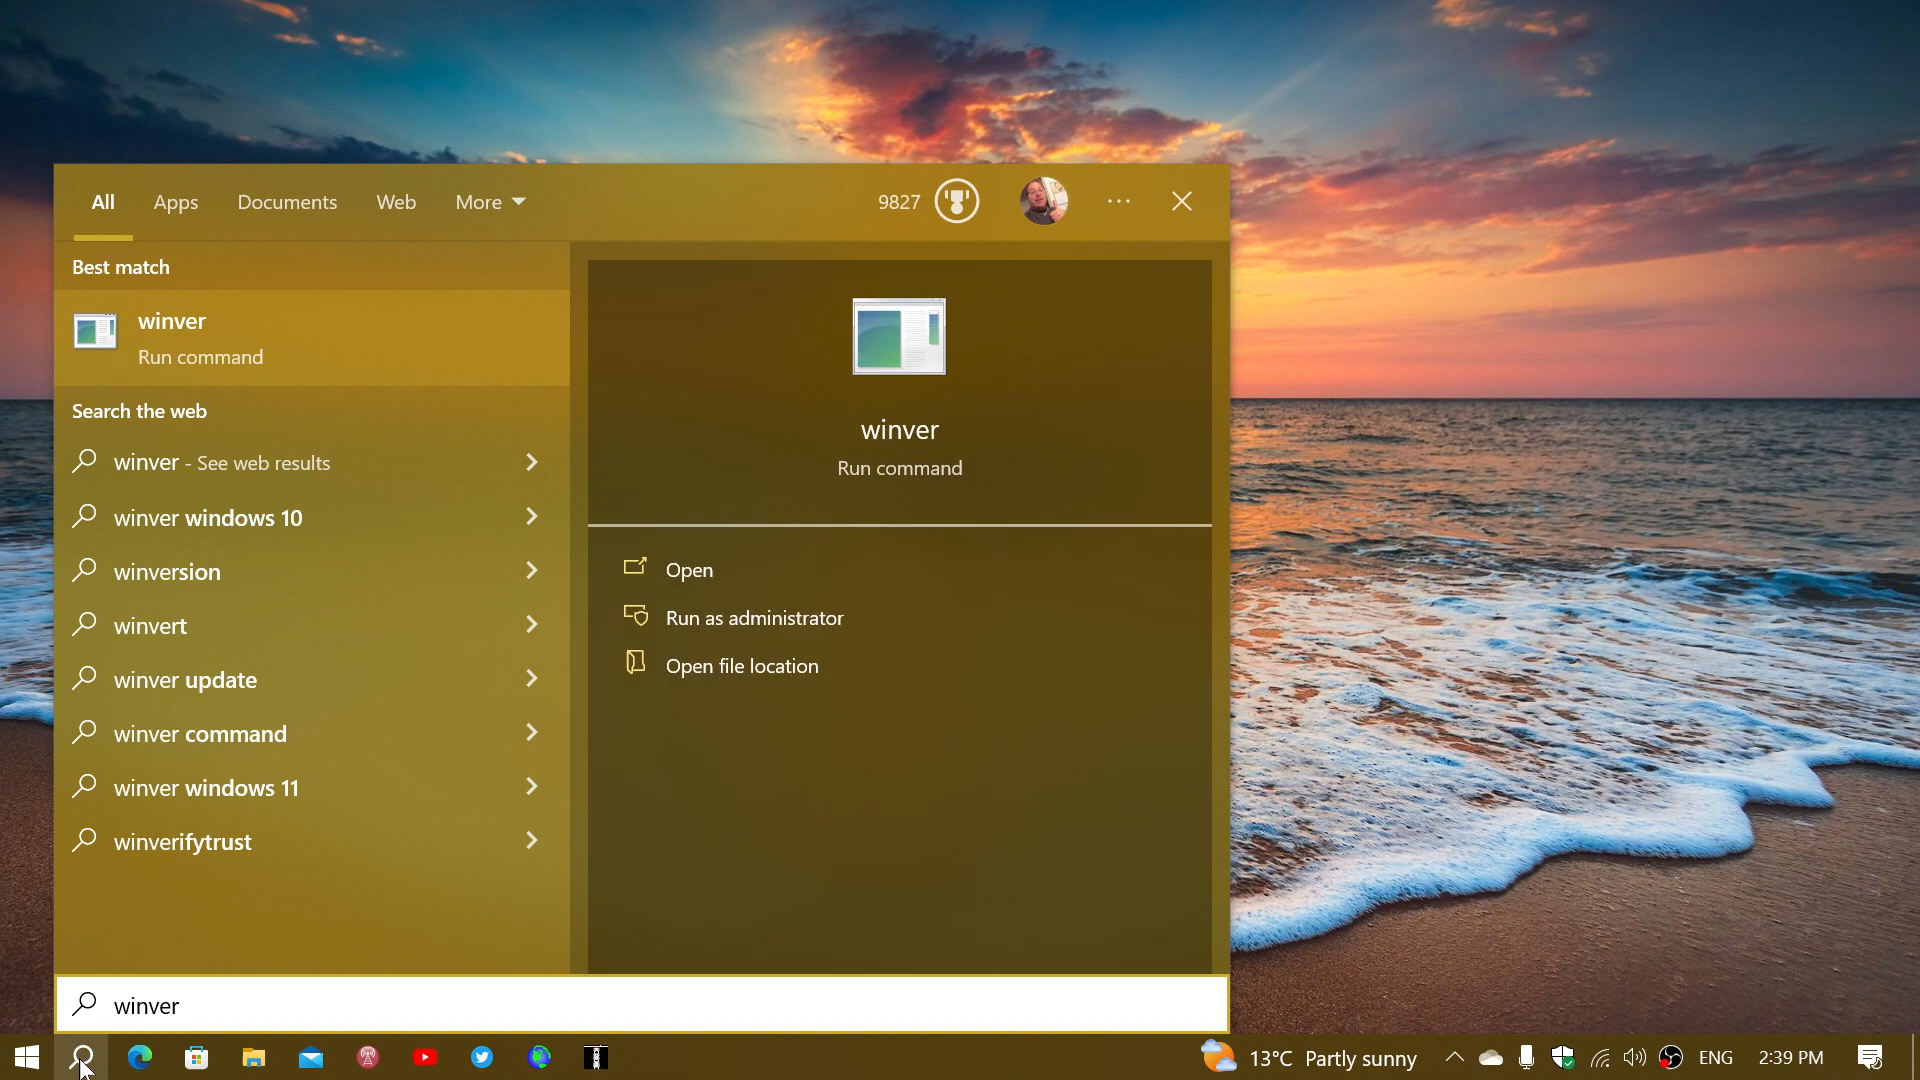 All Apps Documents Web More 9827
Best match
winver
Run command
Search the web
winver - See web results
winver windows 10
winversion
winvert
winver update
winver command
winver windows 11
winverifytrust
winver
Run command
Open
Run as administrator
Open file location
winver
13°C Partly sunny ENG 2:39 PM